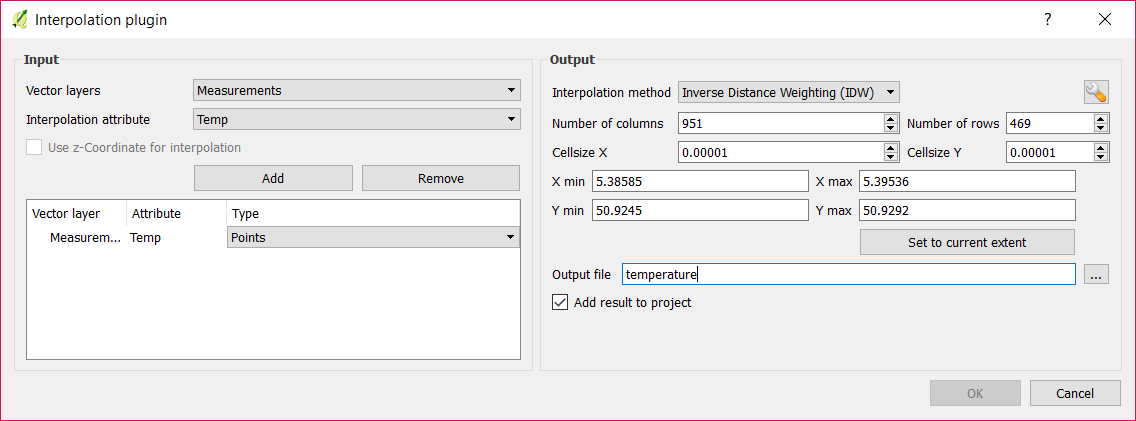 Interpolation plugin
?
Input
Vector layers Measurements
Interpolation attribute Temp
Use z-Coordinate for interpolation
Add Remove
Vector layer Attribute Type
Measurem... Temp Points
Output
Interpolation method Inverse Distance Weighting (IDW)
Number of columns 951 Number of rows 469
Cellsize X 0.00001 Cellsize Y 0.00001
X min 5.38585 X max 5.39536
Y min 50.9245 Y max 50.9292
Set to current extent
Output file temperature ...
Add result to project
OK Cancel